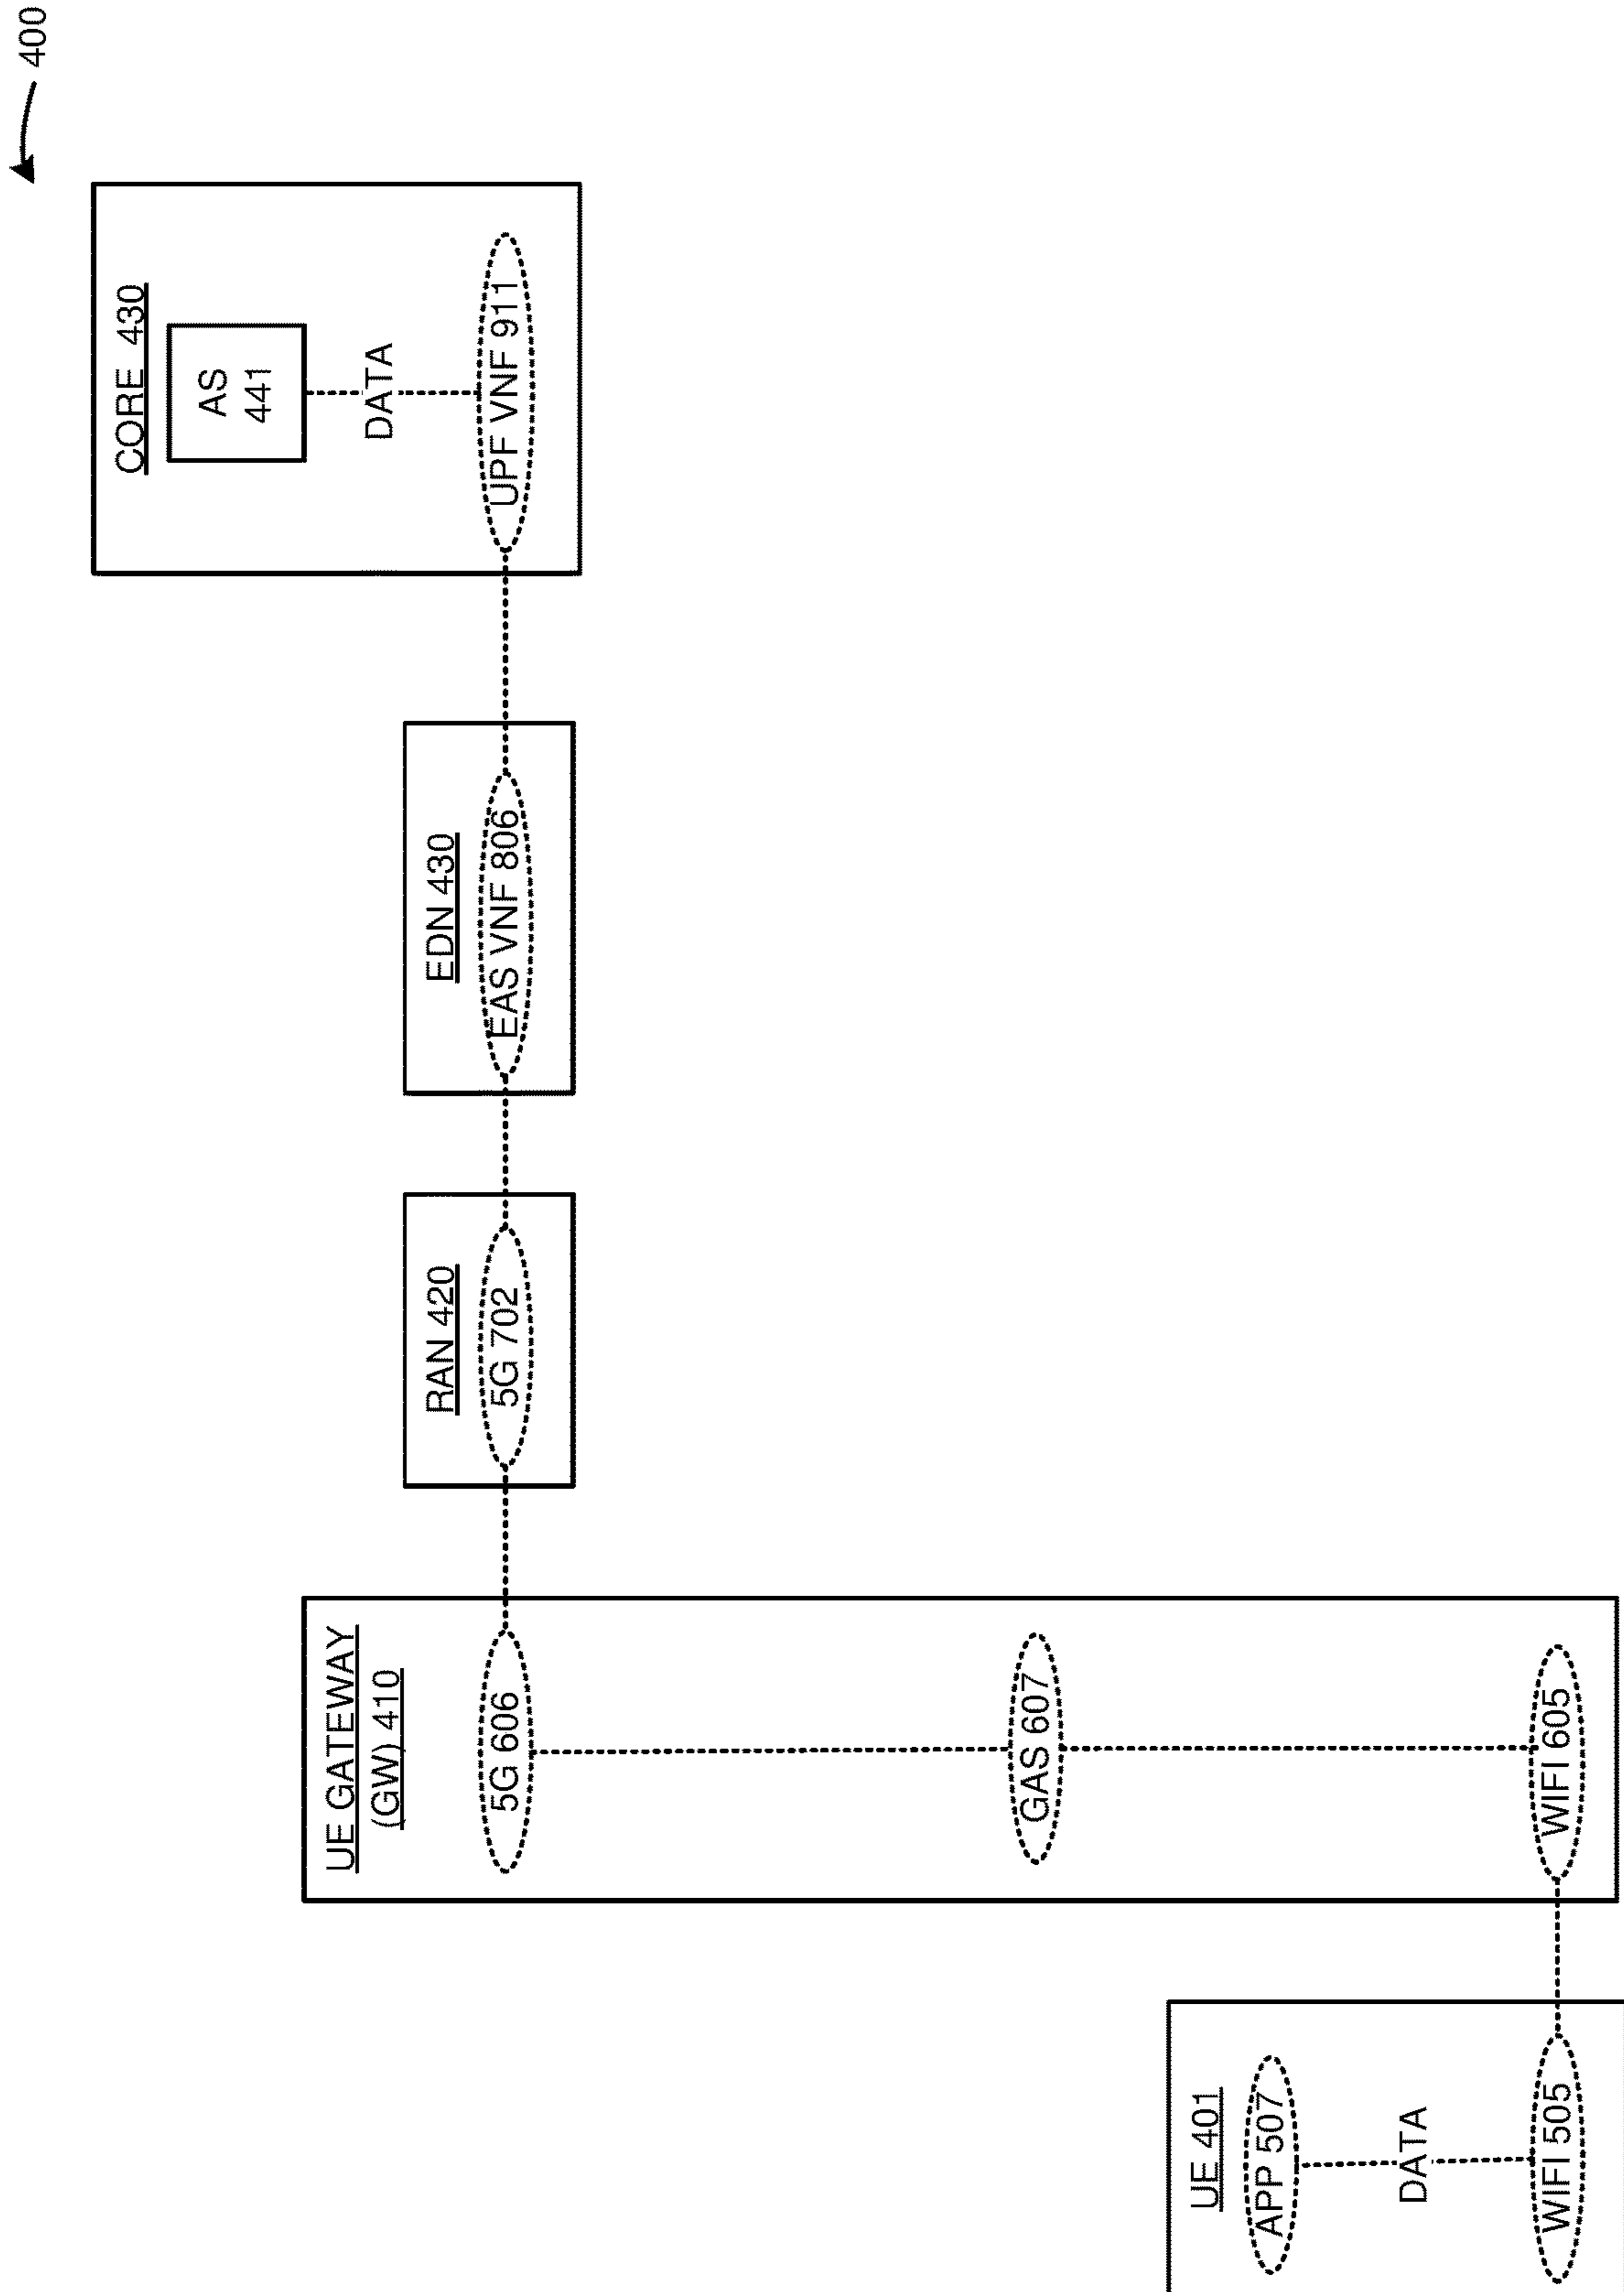 400
UE 401
APP 507
DATA
WIFI 505
UE GATEWAY
(GW) 410
5G 606
GAS 607
WIFI 605
RAN 420
5G 702
EDN 430
EAS VNF 806
CORE 430
AS
441
DATA
UPF VNF 911